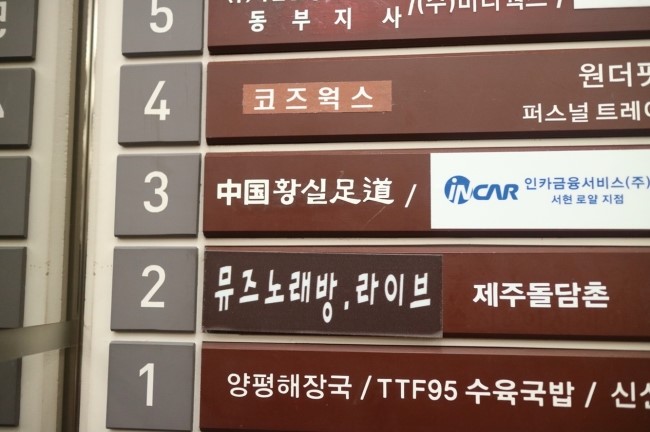 5 동부지사
4 코즈웍스 원더
퍼스널 트레이
3 中国황실足道 / INCAR 인카금융서비스(주)
서현 로얄 지점
2 뮤즈노래방.라이브 제주돌담촌
1 양평해장국 / TTF95 수육국밥 / 신선